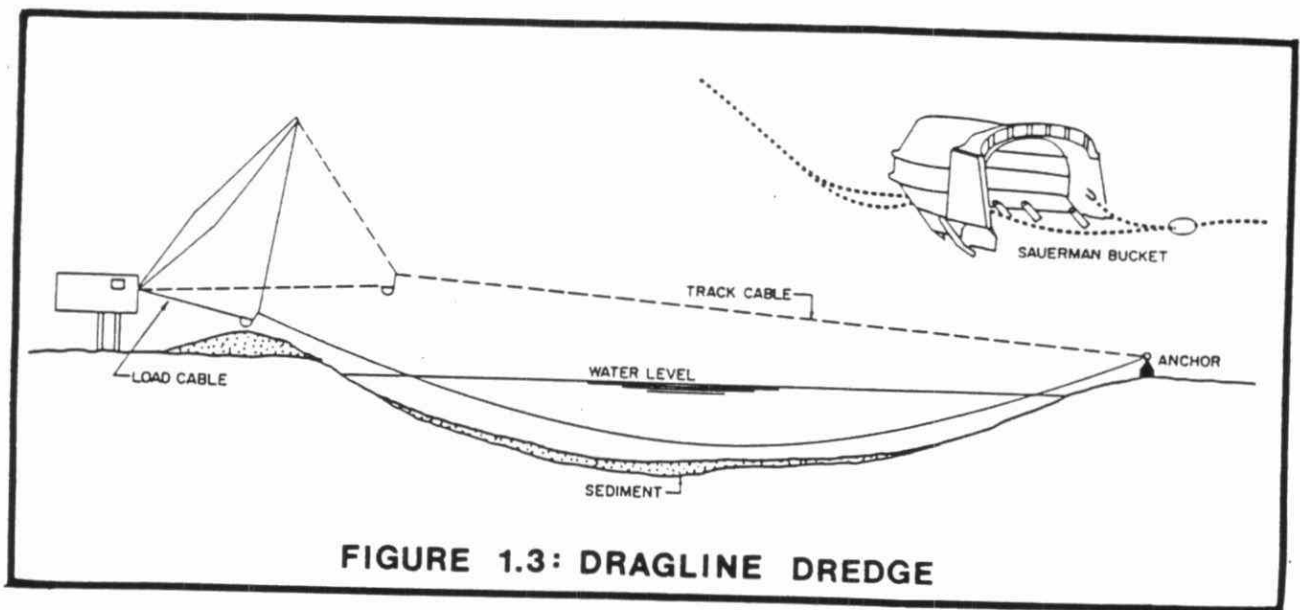 SAUERMAN BUCKET
TRACK CABLE
ANCHOR
LOAD CABLE
WATER LEVEL
SEDIMENT
FIGURE 1.3: DRAGLINE DREDGE